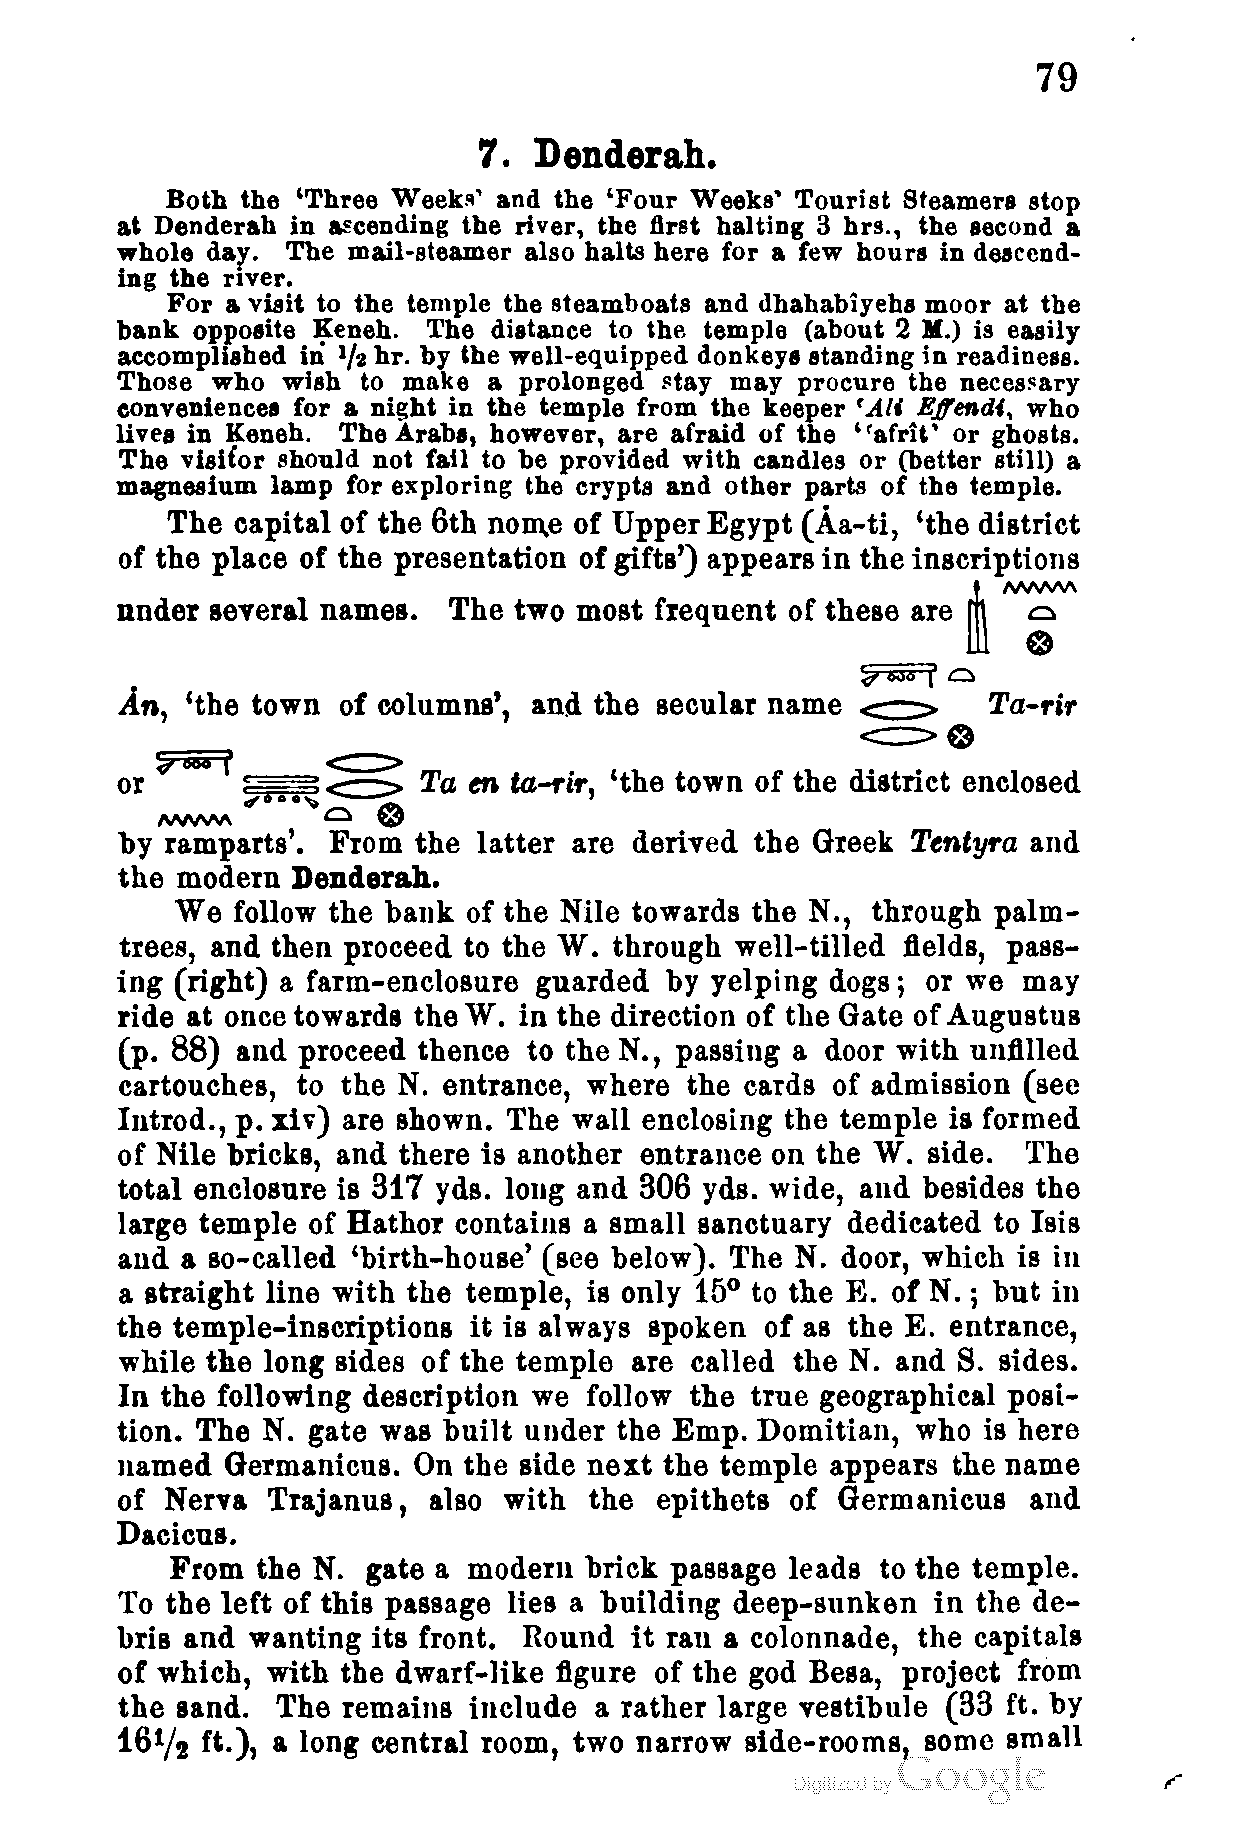 79
7. Denderah.
Both the ‘Three Weeks’ and the ‘Four Weeks’ Tourist Steamers stop
at Denderah in ascending the river, the first halting 3 hrs., the second a
whole day. The mail-steamer also halts here for a few hours in descend-
ing the river.
For a visit to the temple the steamboats and dhahabîyehs moor at the
bank opposite Ḳeneh. The distance to the temple (about 2 M.) is easily
accomplished in 1/2 hr. by the well-equipped donkeys standing in readiness.
Those who wish to make a prolonged stay may procure the necessary
conveniences for a night in the temple from the keeper ʿAli Effendi, who
lives in Ḳeneh. The Arabs, however, are afraid of the ‘ʿafrît’ or ghosts.
The visitor should not fail to be provided with candles or (better still) a
magnesium lamp for exploring the crypts and other parts of the temple.
The capital of the 6th nome of Upper Egypt (Ȧa-ti, ‘the district
of the place of the presentation of gifts’) appears in the inscriptions
under several names. The two most frequent of these are
Ȧn, ‘the town of columns’, and the secular name Ta-rir
or Ta en ta-rir, ‘the town of the district enclosed
by ramparts’. From the latter are derived the Greek Tentyra and
the modern Denderah.
We follow the bank of the Nile towards the N., through palm-
trees, and then proceed to the W. through well-tilled fields, pass-
ing (right) a farm-enclosure guarded by yelping dogs; or we may
ride at once towards the W. in the direction of the Gate of Augustus
(p. 88) and proceed thence to the N., passing a door with unfilled
cartouches, to the N. entrance, where the cards of admission (see
Introd., p. xiv) are shown. The wall enclosing the temple is formed
of Nile bricks, and there is another entrance on the W. side. The
total enclosure is 317 yds. long and 306 yds. wide, and besides the
large temple of Hathor contains a small sanctuary dedicated to Isis
and a so-called ‘birth-house’ (see below). The N. door, which is in
a straight line with the temple, is only 15° to the E. of N.; but in
the temple-inscriptions it is always spoken of as the E. entrance,
while the long sides of the temple are called the N. and S. sides.
In the following description we follow the true geographical posi-
tion. The N. gate was built under the Emp. Domitian, who is here
named Germanicus. On the side next the temple appears the name
of Nerva Trajanus, also with the epithets of Germanicus and
Dacicus.
From the N. gate a modern brick passage leads to the temple.
To the left of this passage lies a building deep-sunken in the de-
bris and wanting its front. Round it ran a colonnade, the capitals
of which, with the dwarf-like figure of the god Besa, project from
the sand. The remains include a rather large vestibule (33 ft. by
16 1/2 ft.), a long central room, two narrow side-rooms, some small
Digitized by Google